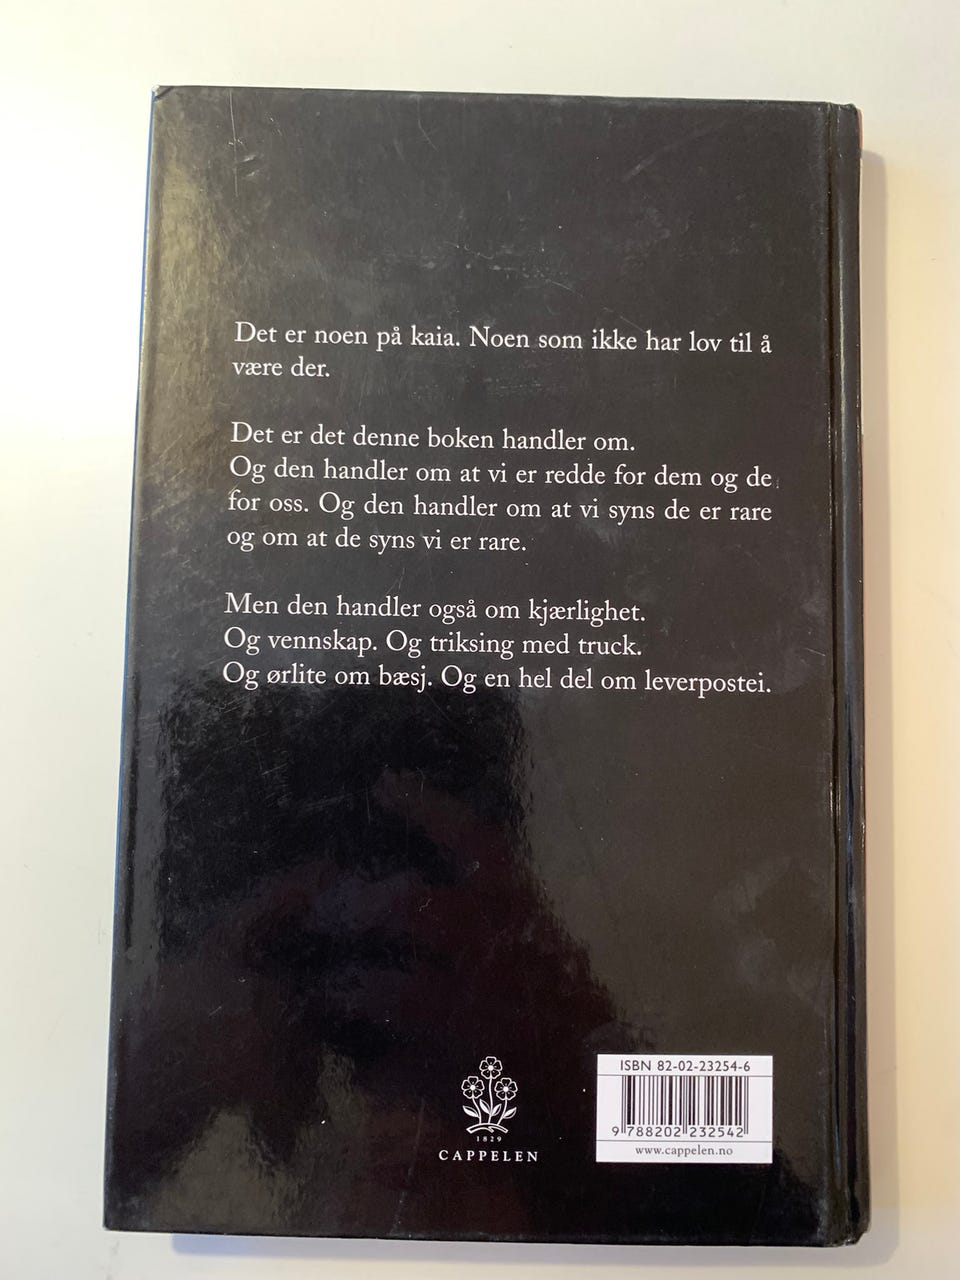 Det er noen på kaia. Noen som ikke har lov til å
være der.
Det er det denne boken handler om.
Og den handler om at vi er redde for dem og de
for oss. Og den handler om at vi syns de er rare
og om at de syns vi er rare.
Men den handler også om kjærlighet.
Og vennskap. Og triksing med truck.
Og ørlite om bæsj. Og en hel del om leverpostei.
1829
CAPPELEN
ISBN 82-02-23254-6
9 788202 232542
www.cappelen.no